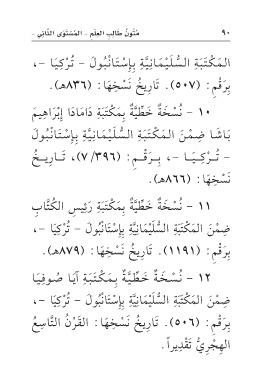 ٩٠ مُتُونُ طَالِبِ العِلْمِ - المُسْتَوَى الثَّانِي -
المَكْتَبَةِ السُّلَيْمَانِيَّةِ بِإِسْتَانْبُولَ - تُرْكِيَا -،
بِرَقْمِ: (٥٠٧). تَارِيخُ نَسْخِهَا: (٨٣٦هـ).
١٠ - نُسْخَةٌ خَطِّيَّةٌ بِمَكْتَبَةِ دَامَادَا إِبْرَاهِيمَ
بَاشَا ضِمْنَ المَكْتَبَةِ السُّلَيْمَانِيَّةِ بِإِسْتَانْبُولَ
- تُرْكِيَا -، بِرَقْمِ: (٧/٣٩٦)، تَارِيخُ
نَسْخِهَا: (٨٦٦هـ).
١١ - نُسْخَةٌ خَطِّيَّةٌ بِمَكْتَبَةِ رَئِيسِ الكُتَّابِ
ضِمْنَ المَكْتَبَةِ السُّلَيْمَانِيَّةِ بِإِسْتَانْبُولَ - تُرْكِيَا -،
بِرَقْمِ: (١١٩١). تَارِيخُ نَسْخِهَا: (٨٧٩هـ).
١٢ - نُسْخَةٌ خَطِّيَّةٌ بِمَكْتَبَةِ آيَا صُوفِيَا
ضِمْنَ المَكْتَبَةِ السُّلَيْمَانِيَّةِ بِإِسْتَانْبُولَ - تُرْكِيَا -،
بِرَقْمِ: (٥٠٦). تَارِيخُ نَسْخِهَا: القَرْنُ التَّاسِعُ
الهِجْرِيُّ تَقْدِيراً.